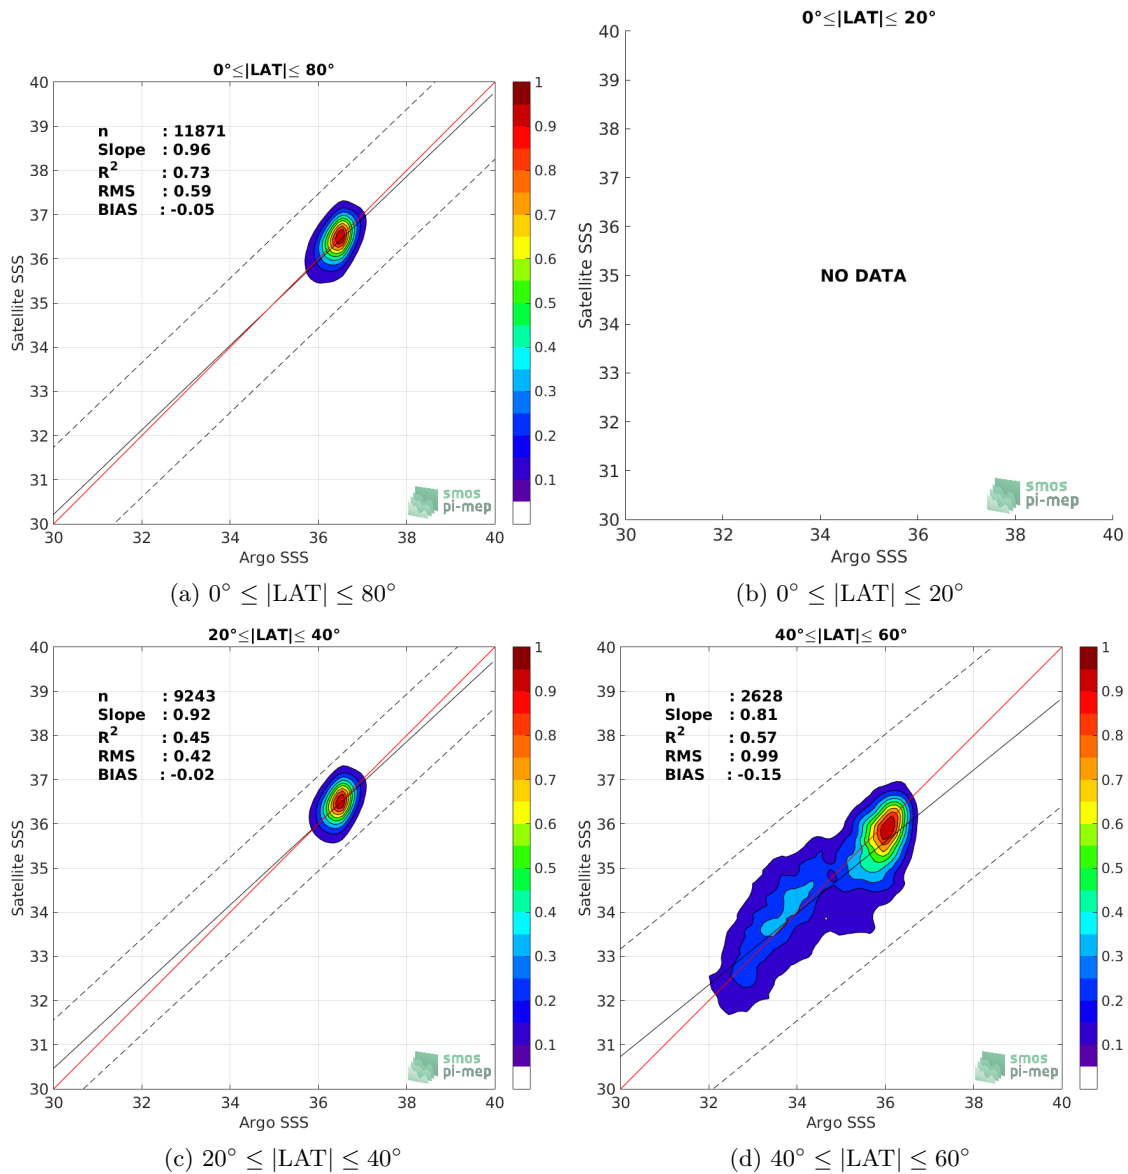 0°≤|LAT|≤ 80°
40
39
38
37
36
35
34
33
32
31
30
Satellite SSS
n : 11871
Slope : 0.96
R2 : 0.73
RMS : 0.59
BIAS : -0.05
1
0.9
0.8
0.7
0.6
0.5
0.4
0.3
0.2
0.1
smos
pi-mep
30 32 34 36 38 40
Argo SSS
(a) 0° ≤ |LAT| ≤ 80°
0°≤|LAT|≤ 20°
40
39
38
37
36
35
34
33
32
31
30
Satellite SSS
NO DATA
smos
pi-mep
30 32 34 36 38 40
Argo SSS
(b) 0° ≤ |LAT| ≤ 20°
20°≤|LAT|≤ 40°
40
39
38
37
36
35
34
33
32
31
30
Satellite SSS
n : 9243
Slope : 0.92
R2 : 0.45
RMS : 0.42
BIAS : -0.02
1
0.9
0.8
0.7
0.6
0.5
0.4
0.3
0.2
0.1
smos
pi-mep
30 32 34 36 38 40
Argo SSS
(c) 20° ≤ |LAT| ≤ 40°
40°≤|LAT|≤ 60°
40
39
38
37
36
35
34
33
32
31
30
Satellite SSS
n : 2628
Slope : 0.81
R2 : 0.57
RMS : 0.99
BIAS : -0.15
1
0.9
0.8
0.7
0.6
0.5
0.4
0.3
0.2
0.1
smos
pi-mep
30 32 34 36 38 40
Argo SSS
(d) 40° ≤ |LAT| ≤ 60°